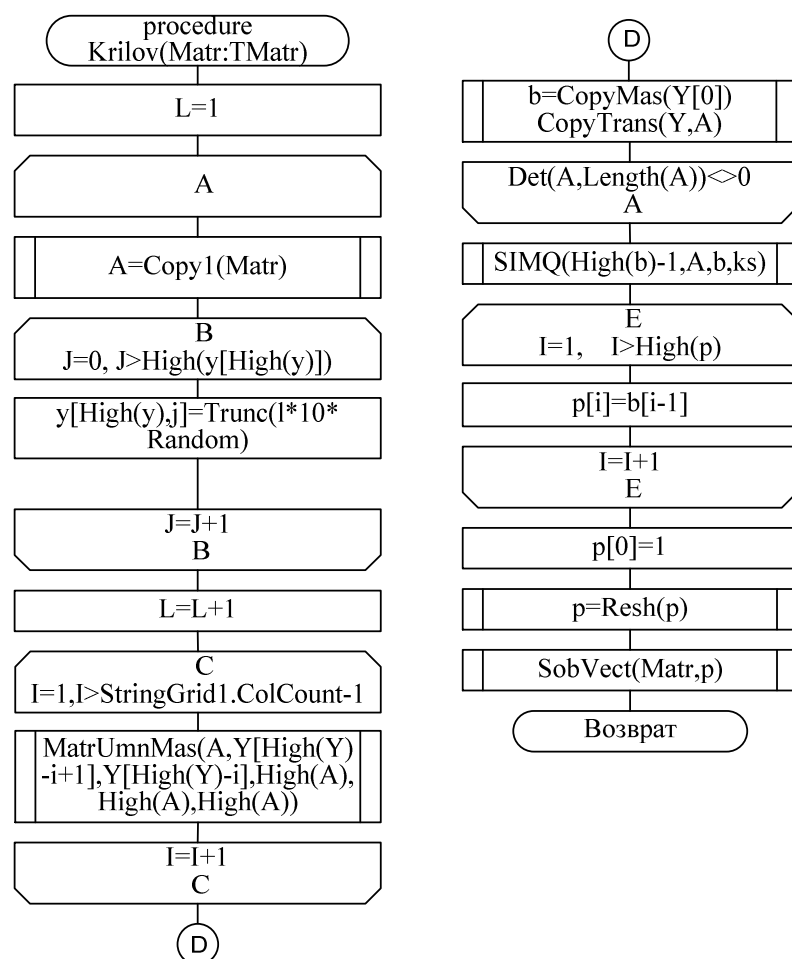 procedure
Krilov(Matr:TMatr)
L=1
A
A=Copy1(Matr)
B
J=0, J>High(y[High(y)])
y[High(y),j]=Trunc(l*10*
Random)
J=J+1
B
L=L+1
C
I=1,I>StringGrid1.ColCount-1
MatrUmnMas(A,Y[High(Y)
-i+1],Y[High(Y)-i],High(A),
High(A),High(A))
I=I+1
C
D
D
b=CopyMas(Y[0])
CopyTrans(Y,A)
Det(A,Length(A))<>0
A
SIMQ(High(b)-1,A,b,ks)
E
I=1, I>High(p)
p[i]=b[i-1]
I=I+1
E
p[0]=1
p=Resh(p)
SobVect(Matr,p)
Возврат